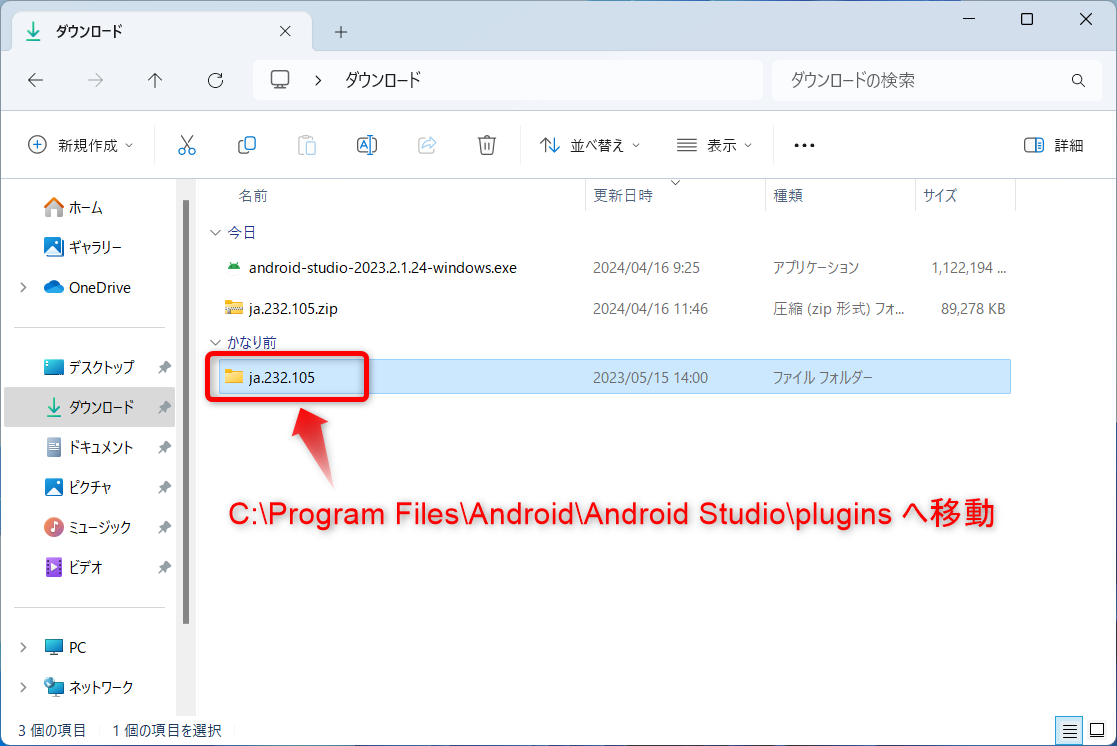 ダウンロード
ダウンロード
ダウンロードの検索
新規作成
並べ替え
表示
詳細
名前
更新日時
種類
サイズ
ホーム
ギャラリー
OneDrive
デスクトップ
ダウンロード
ドキュメント
ピクチャ
ミュージック
ビデオ
PC
ネットワーク
今日
android-studio-2023.2.1.24-windows.exe 2024/04/16 9:25 アプリケーション 1,122,194 ...
ja.232.105.zip 2024/04/16 11:46 圧縮 (zip 形式) フォ... 89,278 KB
かなり前
ja.232.105 2023/05/15 14:00 ファイル フォルダー
C:\Program Files\Android\Android Studio\plugins へ移動
3 個の項目 1 個の項目を選択